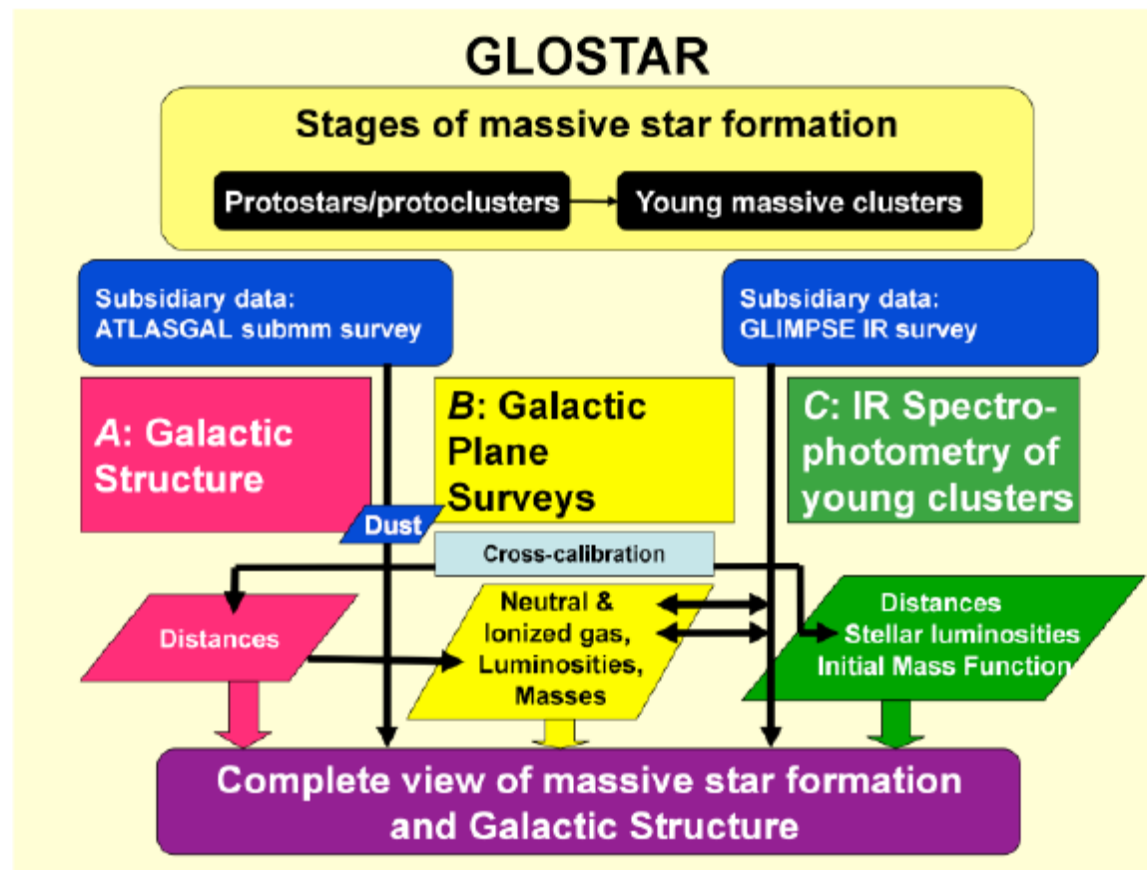 GLOSTAR
Stages of massive star formation
Protostars/protoclusters
Young massive clusters
Subsidiary data:
ATLASGAL submm survey
Subsidiary data:
GLIMPSE IR survey
A: Galactic
Structure
B: Galactic
Plane
Surveys
C: IR Spectro-
photometry of
young clusters
Dust
Cross-calibration
Distances
Neutral &
Ionized gas,
Luminosities,
Masses
Distances
Stellar luminosities
Initial Mass Function
Complete view of massive star formation
and Galactic Structure